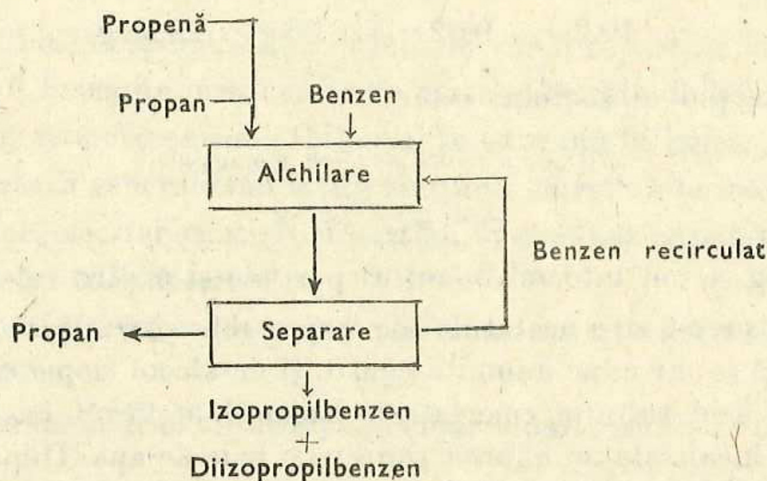 Propenă
Propan
Benzen
Alchilare
Benzen recirculat
Propan
Separare
Izopropilbenzen
+
Diizopropilbenzen